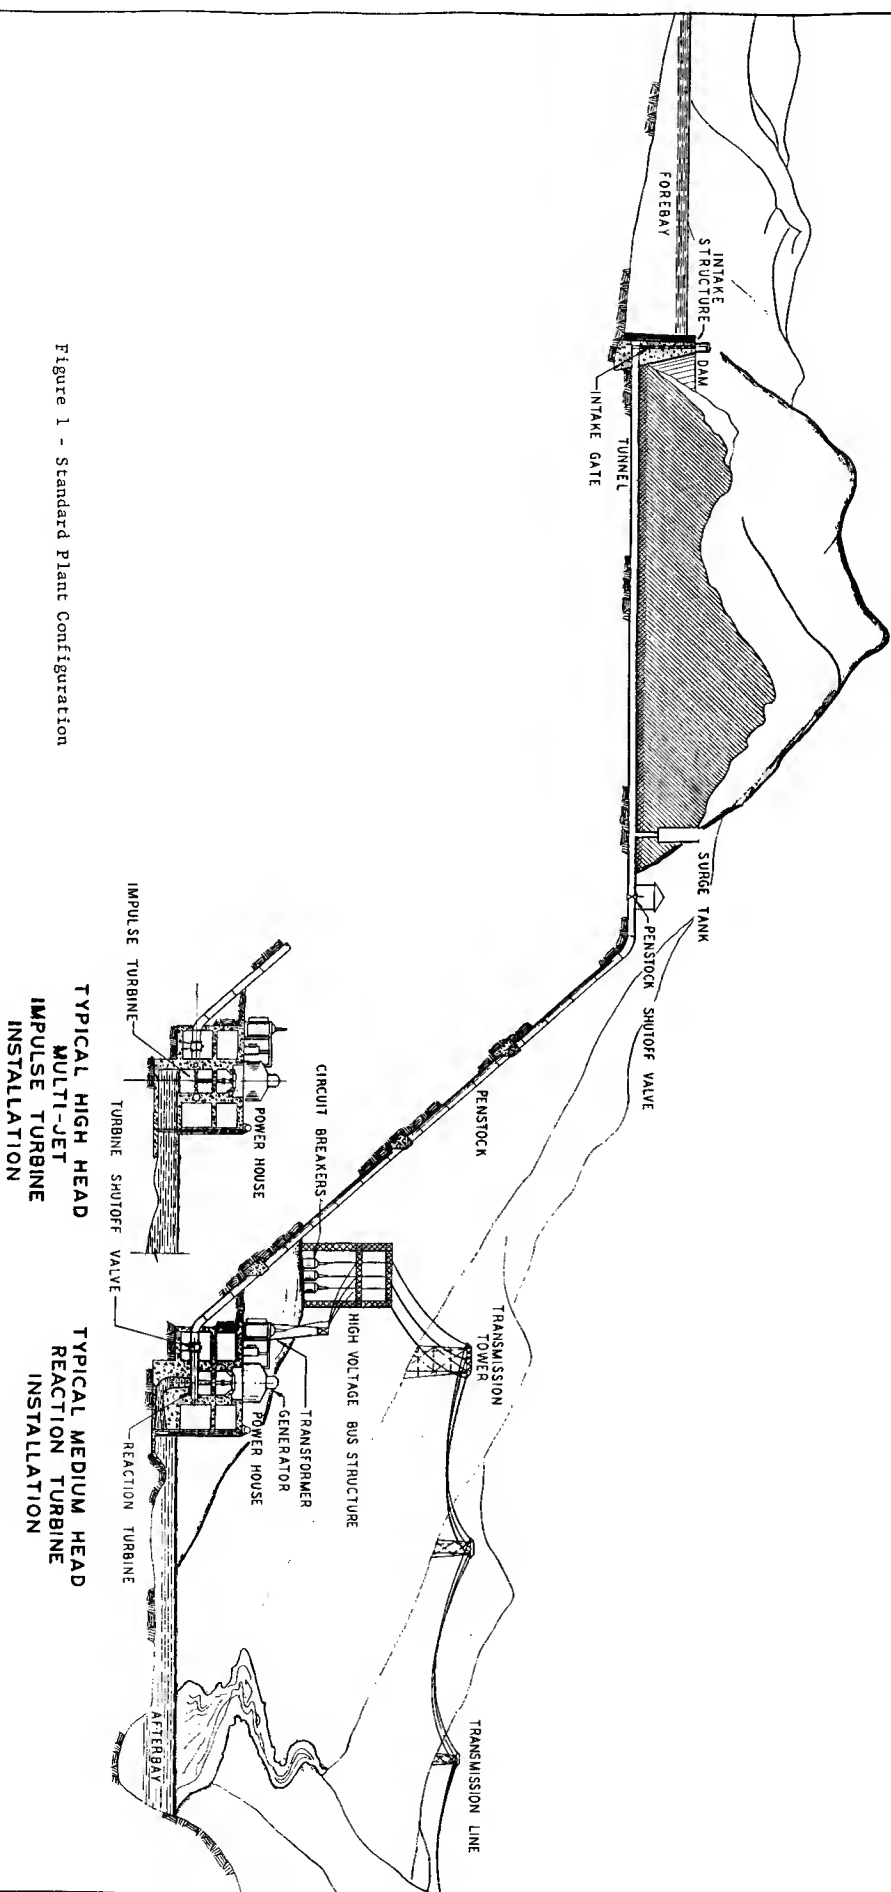 FOREBAY
INTAKE
STRUCTURE
DAM
INTAKE GATE
TUNNEL
SURGE TANK
PENSTOCK SHUTOFF VALVE
PENSTOCK
CIRCUIT BREAKERS
HIGH VOLTAGE BUS STRUCTURE
TRANSMISSION
TOWER
TRANSMISSION LINE
TRANSFORMER
GENERATOR
POWER HOUSE
POWER HOUSE
IMPULSE TURBINE
TURBINE SHUTOFF VALVE
REACTION TURBINE
AFTERBAY
TYPICAL HIGH HEAD
MULTI-JET
IMPULSE TURBINE
INSTALLATION
TYPICAL MEDIUM HEAD
REACTION TURBINE
INSTALLATION
Figure 1 - Standard Plant Configuration